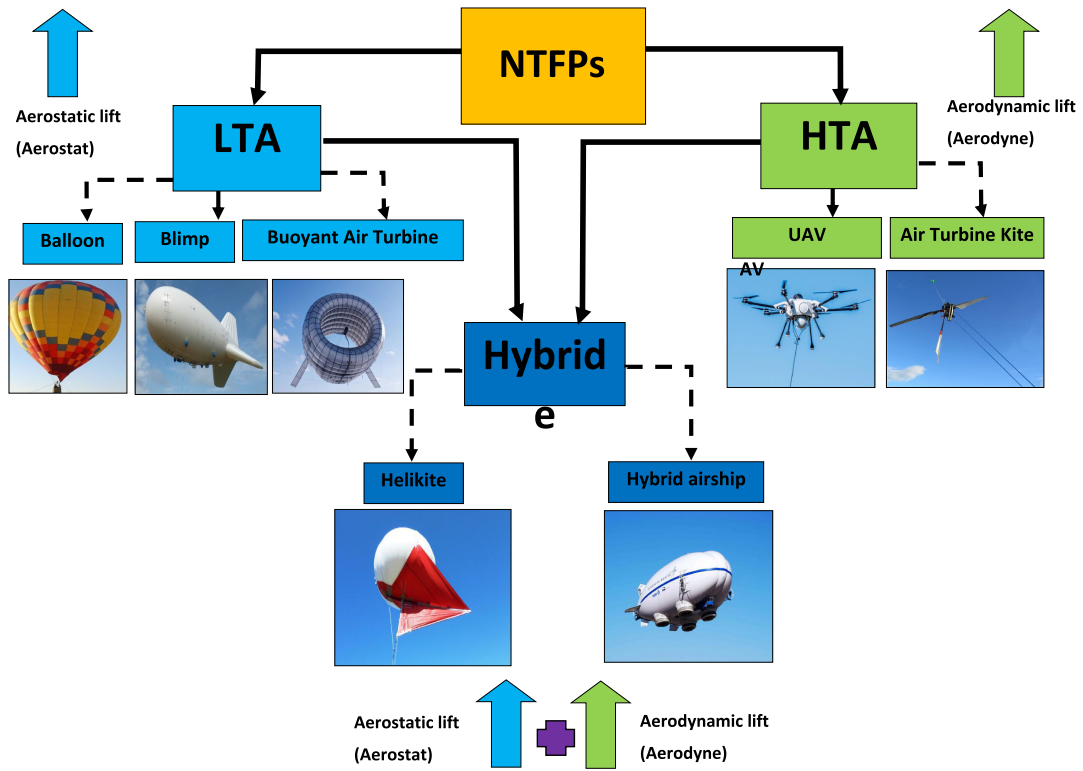 NTFPs
Aerostatic lift
(Aerostat)
LTA
HTA
Aerodynamic lift
(Aerodyne)
Balloon
Blimp
Buoyant Air Turbine
UAV
AV
Air Turbine Kite
Hybrid
e
Helikite
Hybrid airship
Aerostatic lift
(Aerostat)
Aerodynamic lift
(Aerodyne)